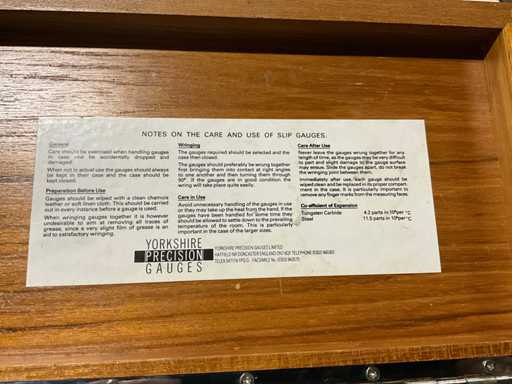 NOTES ON THE CARE AND USE OF SLIP GAUGES.
General
Care should be exercised when handling gauges
in case one be accidentally dropped and
damaged.
When not in actual use the gauges should always
be kept in their case and the case should be
kept closed.
Preparation Before Use
Gauges should be wiped with a clean chamois
leather or soft linen cloth. This should be carried
out in every instance before a gauge is used.
When wringing gauges together it is however
undesirable to aim at removing all traces of
grease, since a very slight film of grease is an
aid to satisfactory wringing.
Wringing
The gauges required should be selected and the
case then closed.
The gauges should preferably be wrung together
first bringing them into contact at right angles
to one another and then turning them through
90°. If the gauges are in good condition, the
wring will take place quite easily.
Care in Use
Avoid unnecessary handling of the gauges in use
or they may take up the heat from the hand. If the
gauges have been handled for some time they
should be allowed to settle down to the prevailing
temperature of the room. This is particularly
important in the case of the larger sizes.
Care After Use
Never leave the gauges wrung together for any
length of time, as the gauges may be very difficult
to part and slight damage to the gauge surface
may ensue. Slide the gauges apart, do not break
the wringing joint between them.
Immediately after use, each gauge should be
wiped clean and be replaced in its proper compart-
ment in the case. It is particularly important to
remove all finger marks from the measuring faces.
Co-efficient of Expansion
Tungsten Carbide 4.2 parts in 10⁶per °C
Steel 11.5 parts in 10⁶per °C
YORKSHIRE
PRECISION
GAUGES
YORKSHIRE PRECISION GAUGES LIMITED
HATFIELD DONCASTER ENGLAND TELEPHONE
TELEX